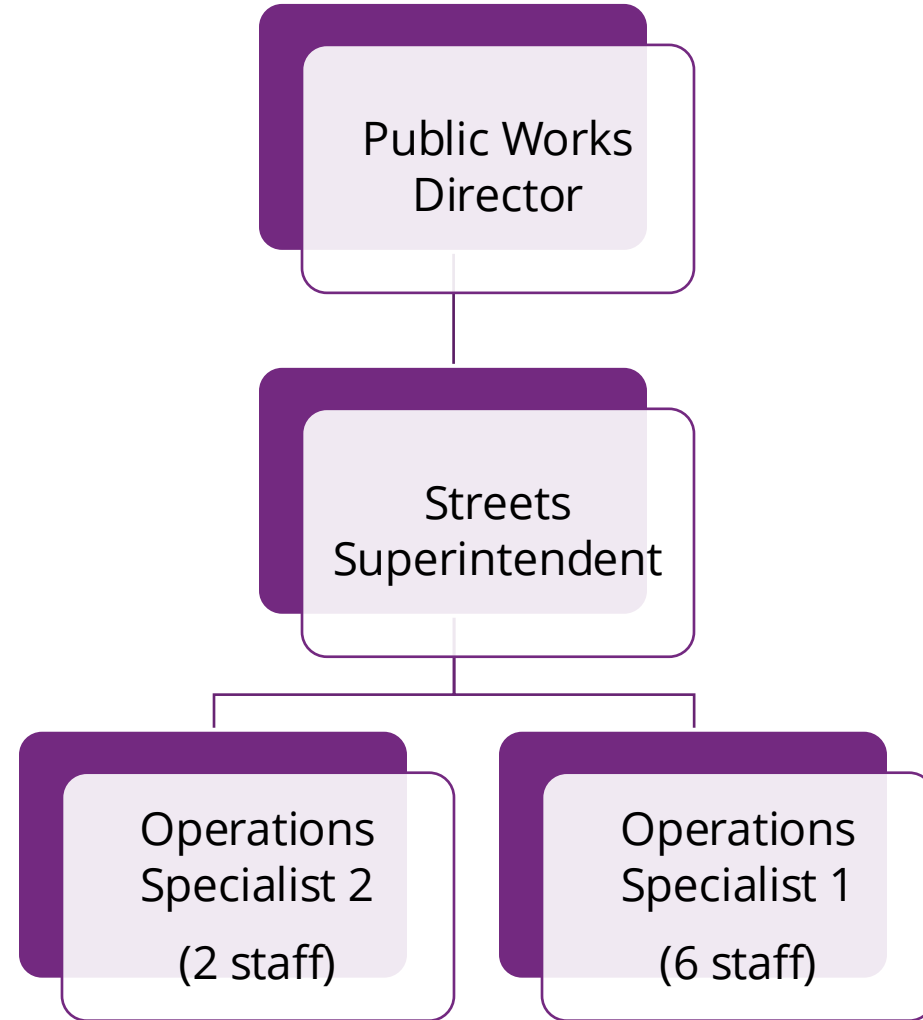 Public Works
Director
Streets
Superintendent
Operations
Specialist 2
(2 staff)
Operations
Specialist 1
(6 staff)